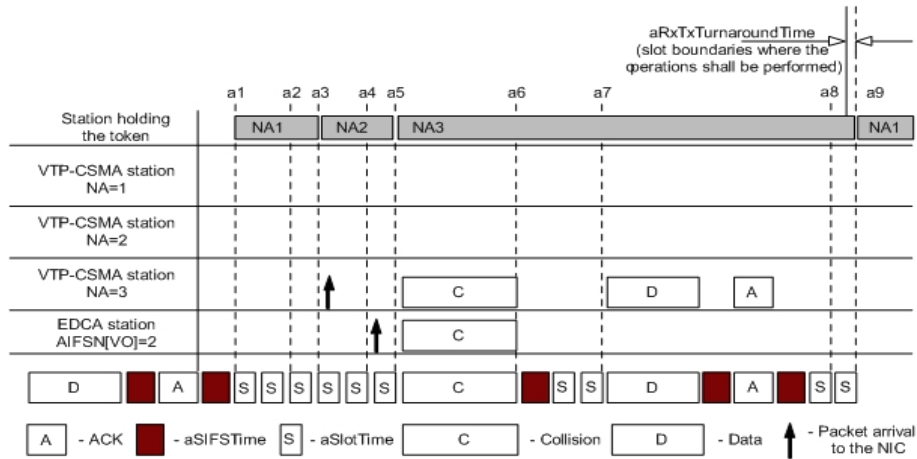 aRxTxTurnaroundTime
(slot boundaries where the
operations shall be performed)
a1 a2 a3 a4 a5 a6 a7 a8 a9
Station holding
the token
NA1 NA2 NA3 NA1
VTP-CSMA station
NA=1
VTP-CSMA station
NA=2
VTP-CSMA station
NA=3
C D A
EDCA station
AIFSN[VO]=2
C
D A S S S S S S C S S D A S S
A - ACK - aSIFSTime S - aSlotTime C - Collision D - Data - Packet arrival
to the NIC